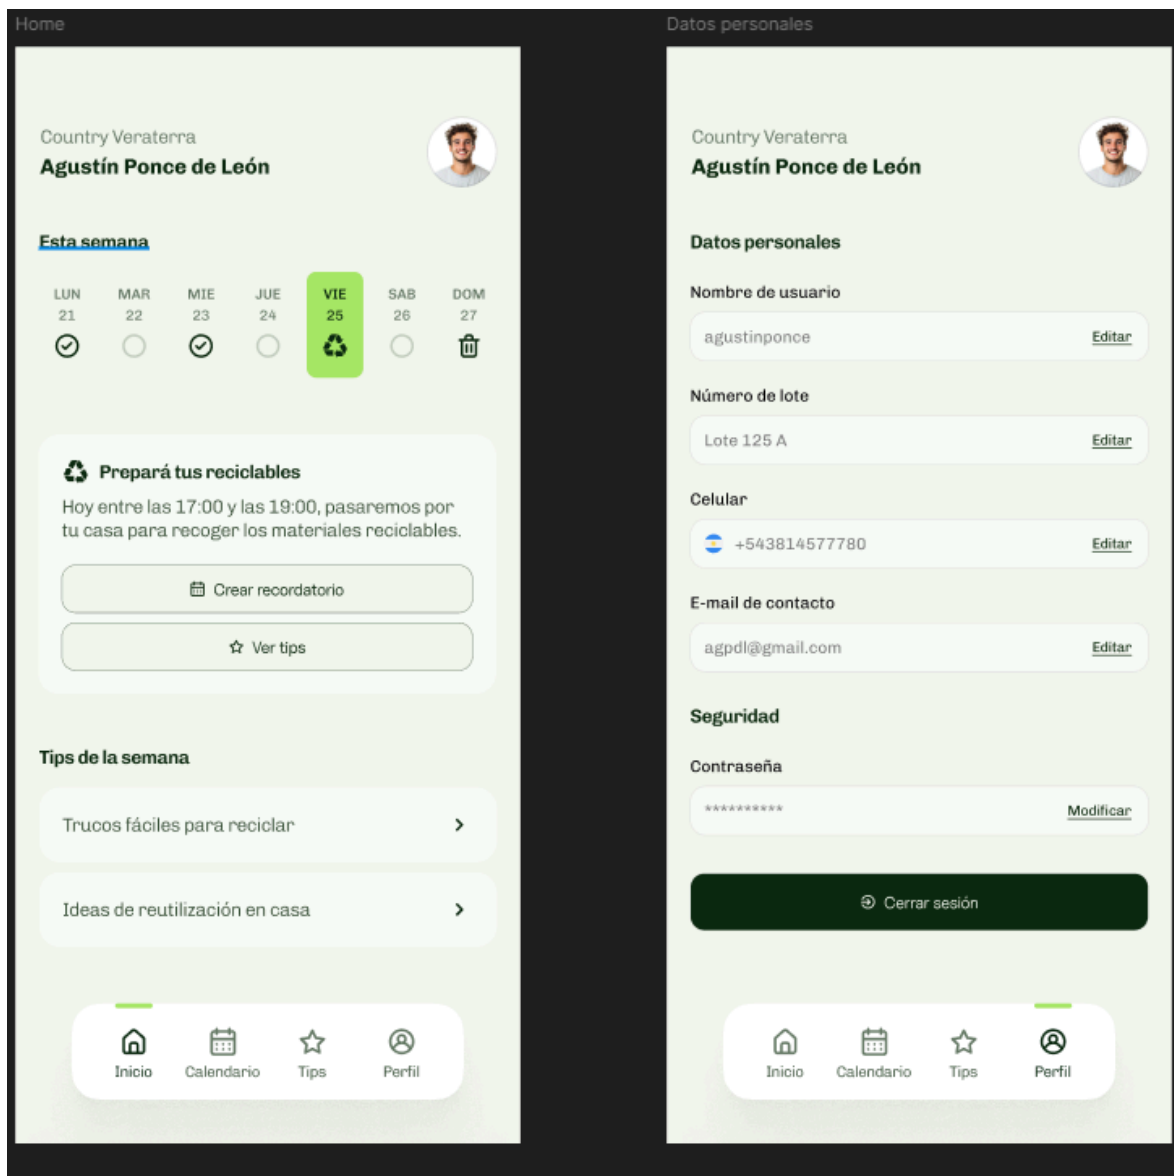 Home
Country Veraterra
Agustín Ponce de León
Esta semana
LUN MAR MIE JUE VIE SAB DOM
21 22 23 24 25 26 27
Prepará tus reciclables
Hoy entre las 17:00 y las 19:00, pasaremos por
tu casa para recoger los materiales reciclables.
Crear recordatorio
Ver tips
Tips de la semana
Trucos fáciles para reciclar
Ideas de reutilización en casa
Inicio Calendario Tips Perfil
Datos personales
Country Veraterra
Agustín Ponce de León
Datos personales
Nombre de usuario
agustinponce Editar
Número de lote
Lote 125 A Editar
Celular
+543814577780 Editar
E-mail de contacto
agpdl@gmail.com Editar
Seguridad
Contraseña
********** Modificar
Cerrar sesión
Inicio Calendario Tips Perfil